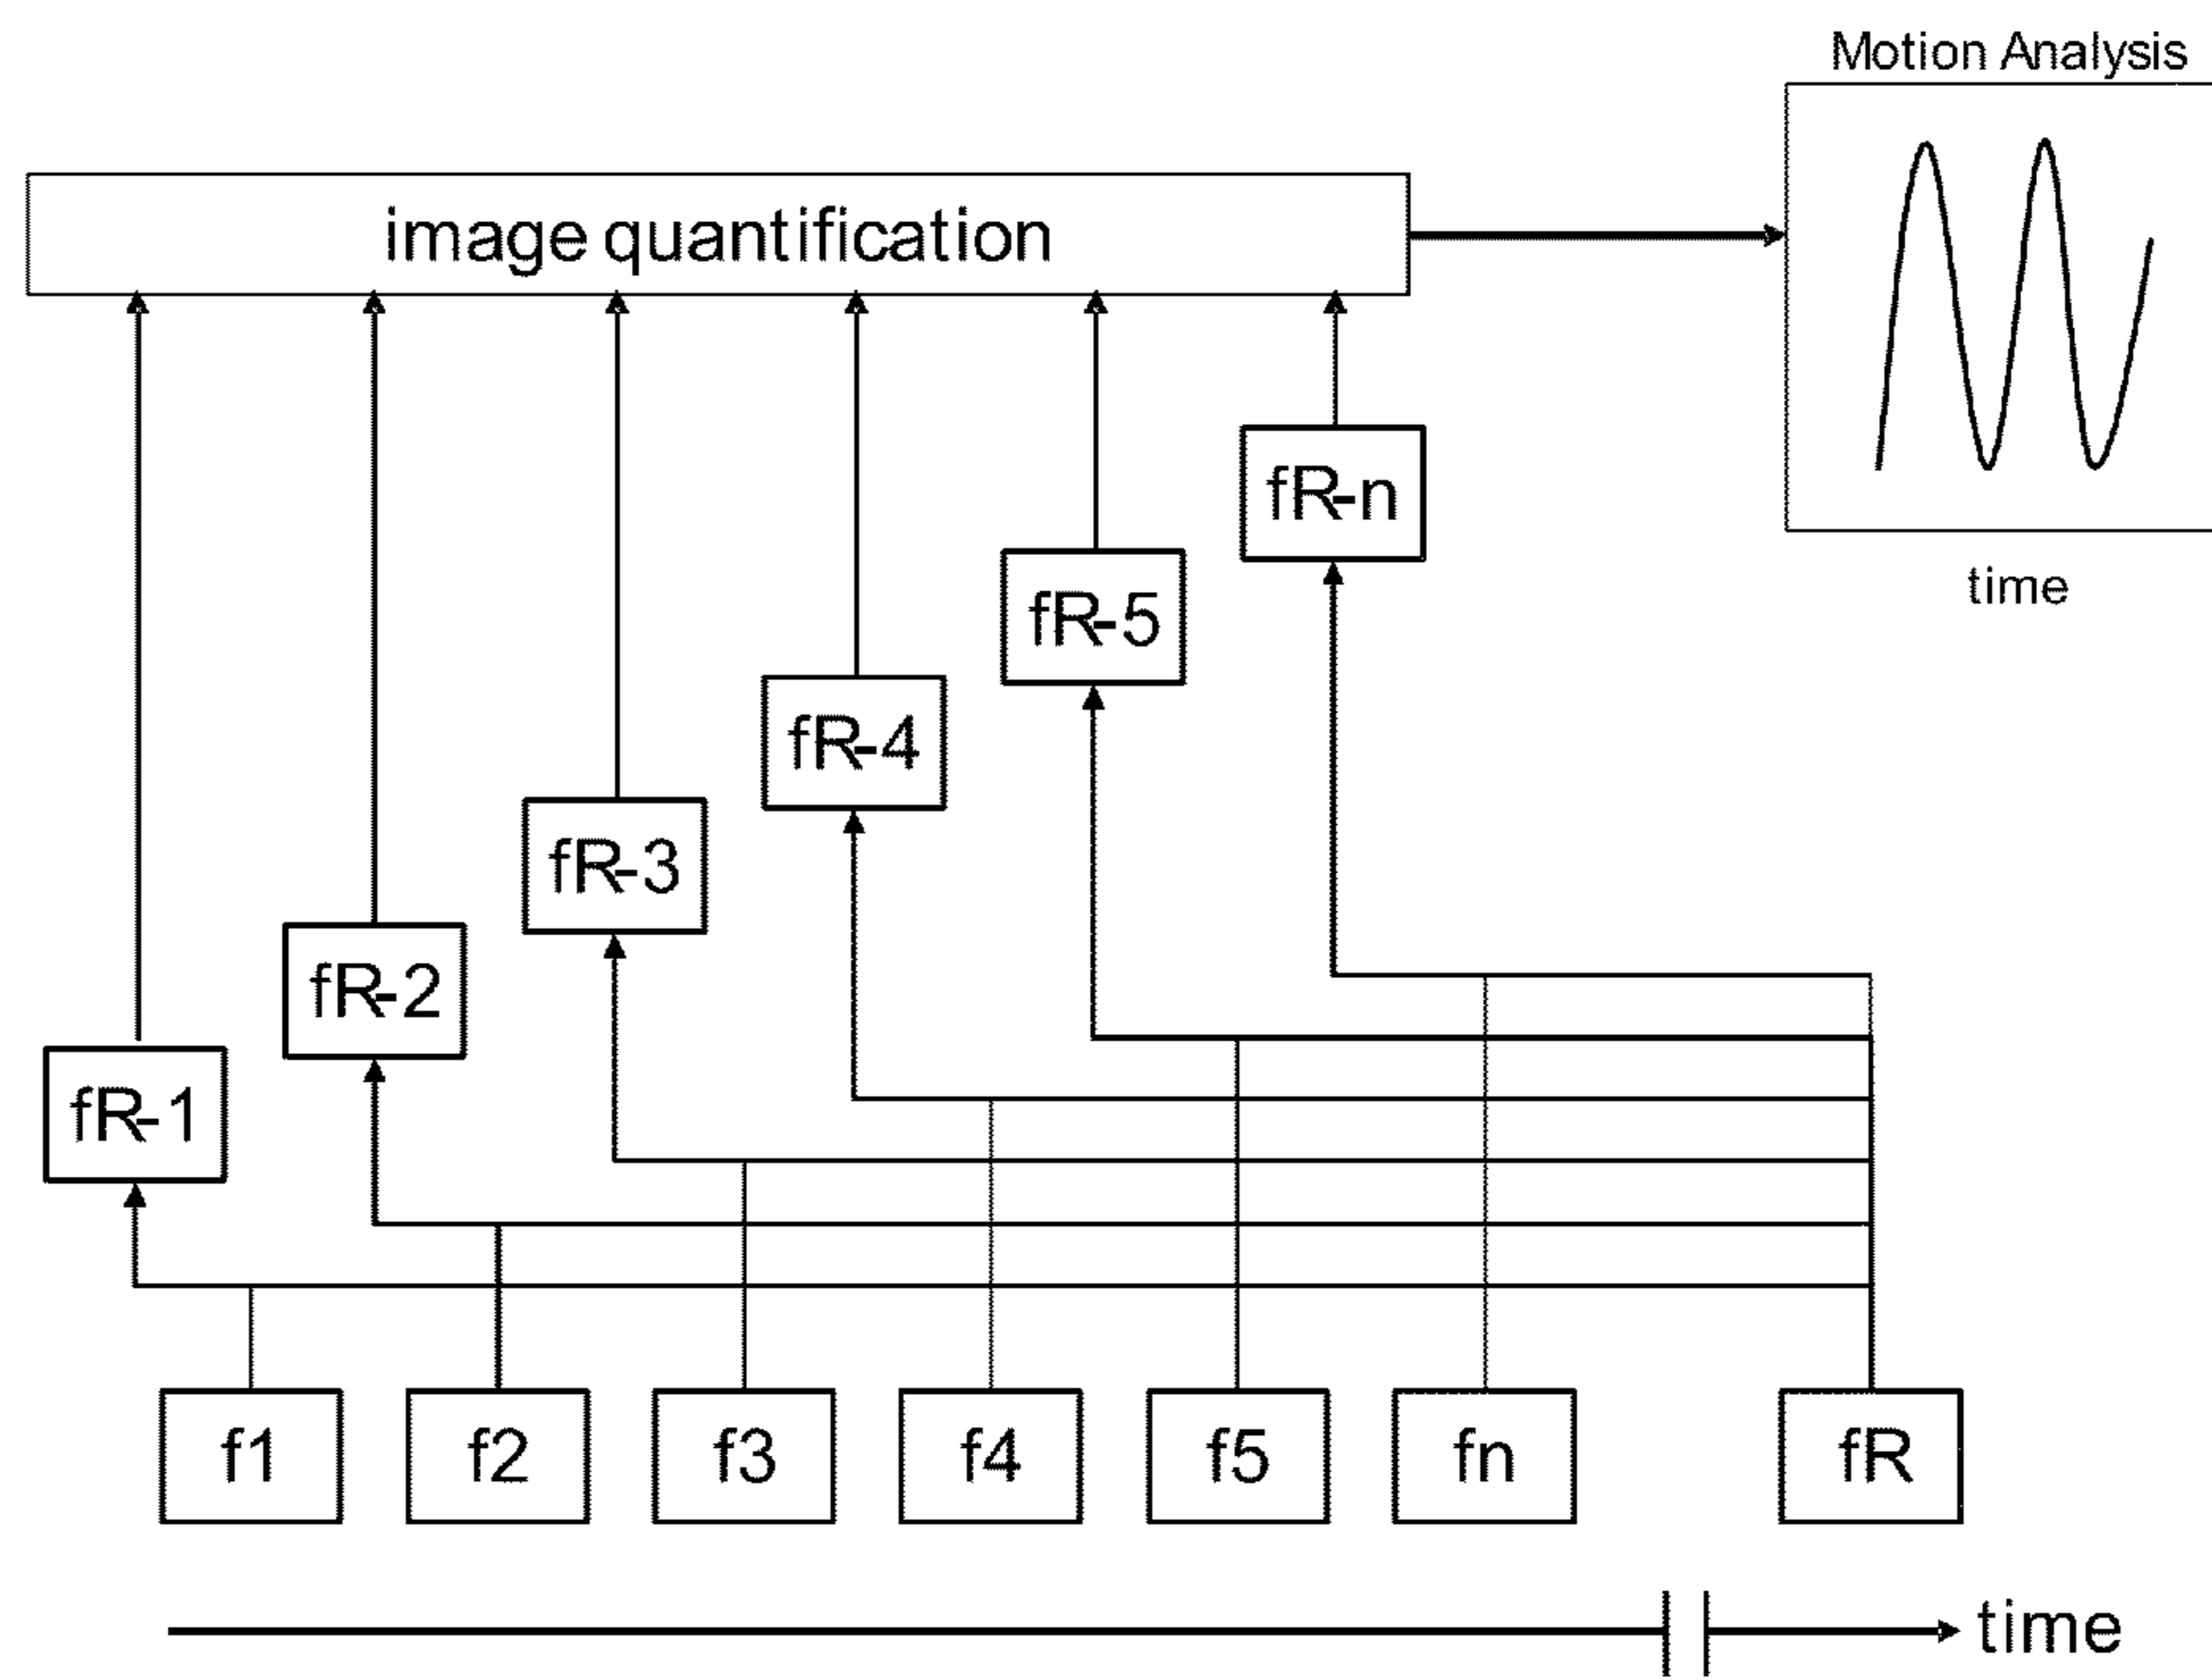 Motion Analysis
image quantification
fR-n
fR-5
time
fR-4
fR-3
fR-2
fR-1
f1
f2
f3
f4
f5
fn
fR
time